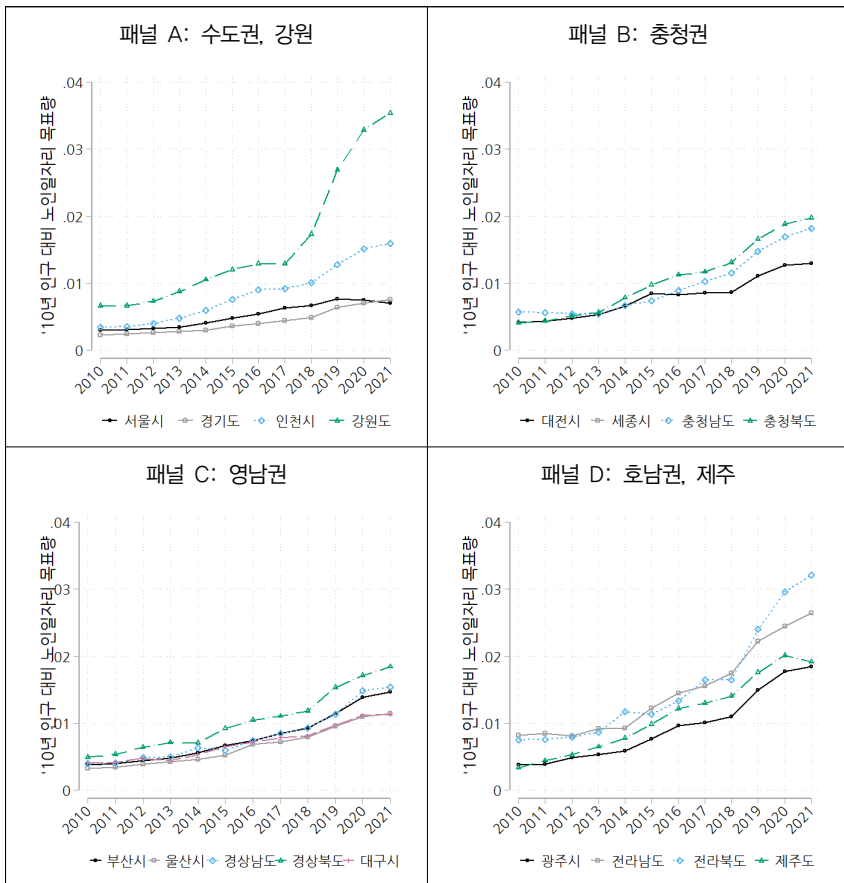 패널 A: 수도권, 강원
'10년 인구 대비 노인일자리 목표량
.04
.03
.02
.01
0
2010 2011 2012 2013 2014 2015 2016 2017 2018 2019 2020 2021
서울시 경기도 인천시 강원도
패널 B: 충청권
'10년 인구 대비 노인일자리 목표량
.04
.03
.02
.01
0
2010 2011 2012 2013 2014 2015 2016 2017 2018 2019 2020 2021
대전시 세종시 충청남도 충청북도
패널 C: 영남권
'10년 인구 대비 노인일자리 목표량
.04
.03
.02
.01
0
2010 2011 2012 2013 2014 2015 2016 2017 2018 2019 2020 2021
부산시 울산시 경상남도 경상북도 대구시
패널 D: 호남권, 제주
'10년 인구 대비 노인일자리 목표량
.04
.03
.02
.01
0
2010 2011 2012 2013 2014 2015 2016 2017 2018 2019 2020 2021
광주시 전라남도 전라북도 제주도